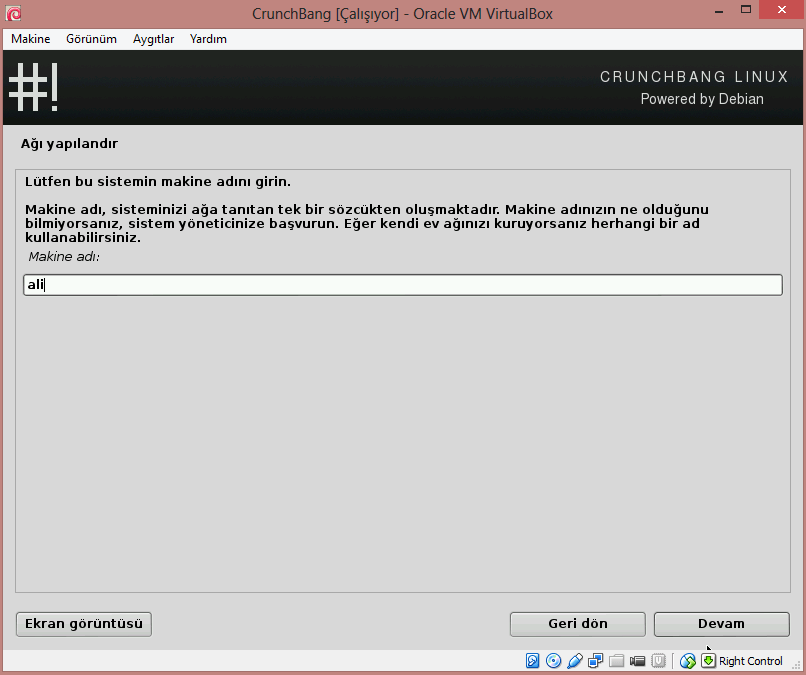 CrunchBang [Çalışıyor] - Oracle VM VirtualBox
Makine Görünüm Aygıtlar Yardım
#!
CRUNCHBANG LINUX
Powered by Debian
Ağı yapılandır
Lütfen bu sistemin makine adını girin.
Makine adı, sisteminizi ağa tanıtan tek bir sözcükten oluşmaktadır. Makine adınızın ne olduğunu
bilmiyorsanız, sistem yöneticinize başvurun. Eğer kendi ev ağınızı kuruyorsanız herhangi bir ad
kullanabilirsiniz.
Makine adı:
ali
Ekran görüntüsü Geri dön Devam
Right Control